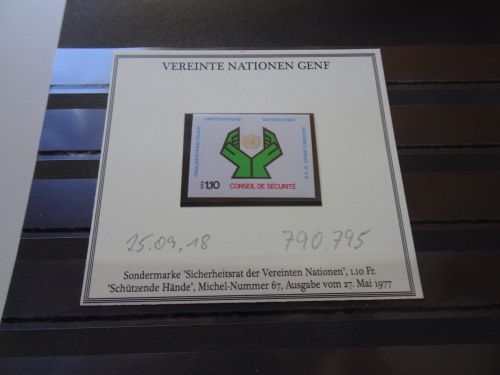 VEREINTE NATIONEN GENF
UNITED NATIONS
NATIONS UNIES
1,10
CONSEIL DE SÉCURITÉ
25.09.18
790.795
Sondermarke "Sicherheitsrat der Vereinten Nationen", 1.10 Fr.
"Schützende Hände", Michel-Nummer 67, Ausgabe vom 27. Mai 1977